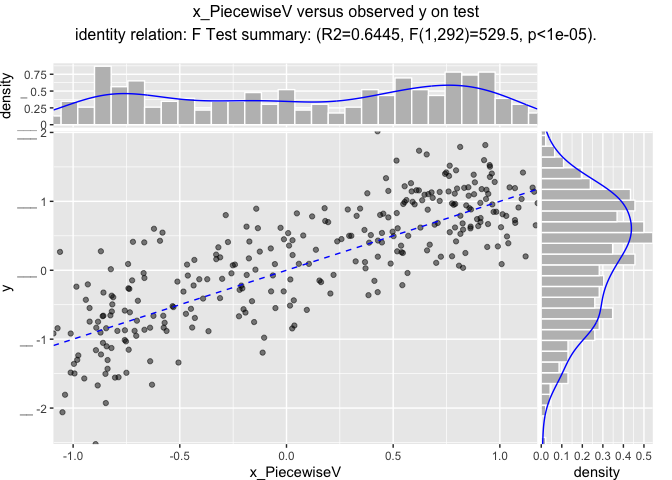 x_PiecewiseV versus observed y on test
identity relation: F Test summary: (R2=0.6445, F(1,292)=529.5, p<1e-05).
density
0.75
0.5
0.25
0
2
1
0
-1
-2
y
-1.0 -0.5 0.0 0.5 1.0
x_PiecewiseV
0.0 0.1 0.2 0.3 0.4 0.5
density